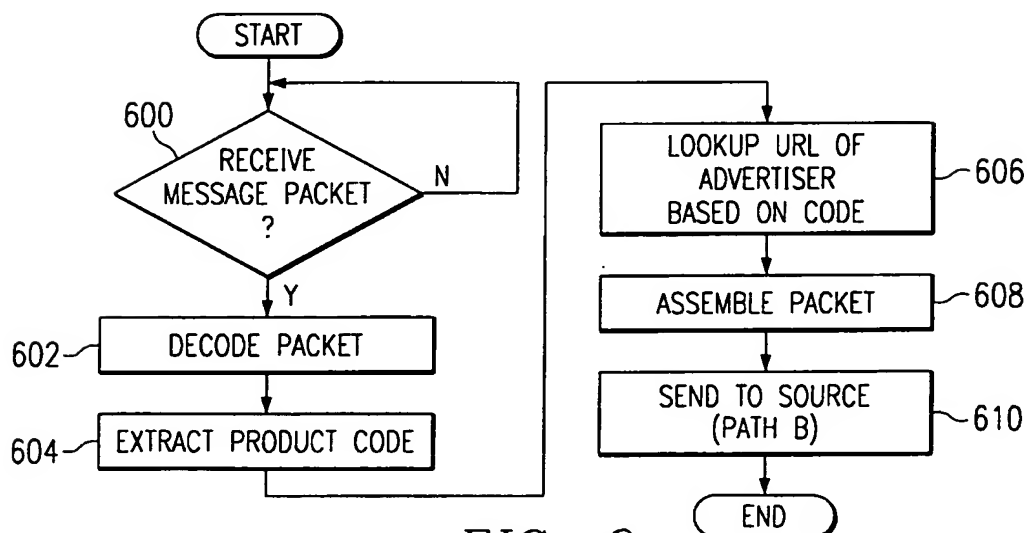 START
600
RECEIVE
MESSAGE PACKET
?
N
Y
602
DECODE PACKET
604
EXTRACT PRODUCT CODE
LOOKUP URL OF
ADVERTISER
BASED ON CODE
606
ASSEMBLE PACKET
608
SEND TO SOURCE
(PATH B)
610
END